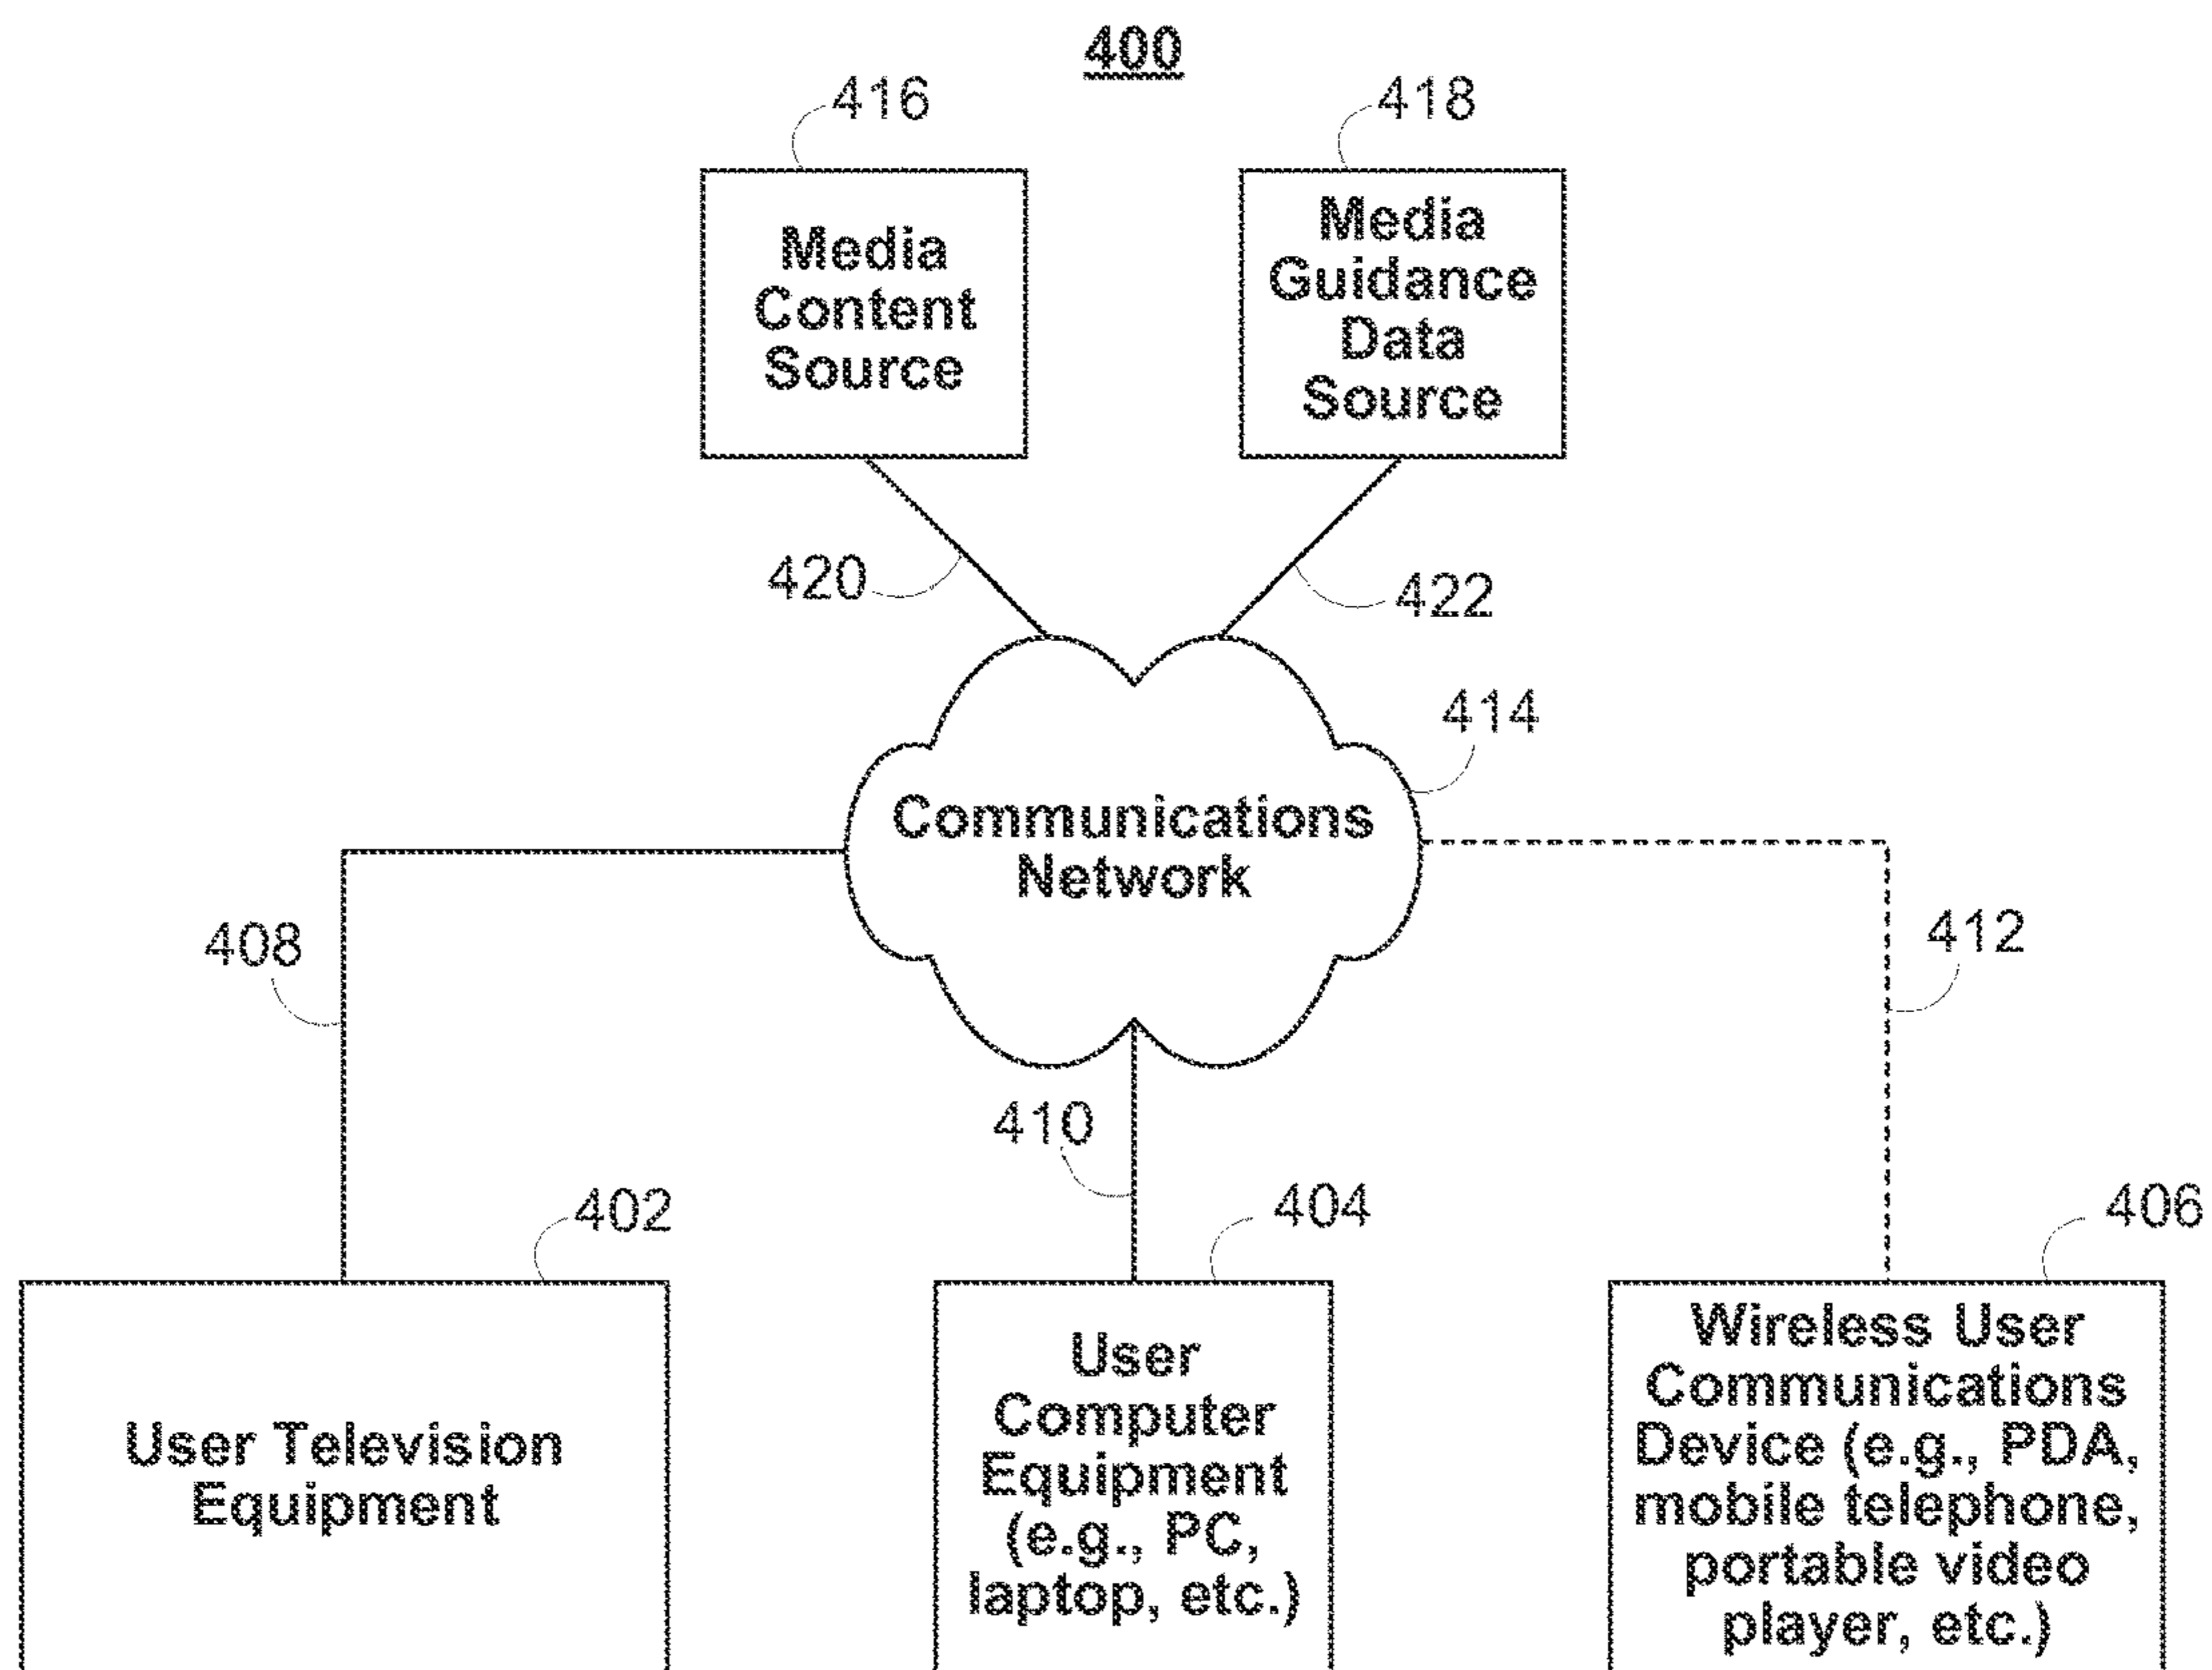 400
416
418
Media
Content
Source
Media
Guidance
Data
Source
420
422
414
Communications
Network
408
412
410
402
404
406
User Television
Equipment
User
Computer
Equipment
(e.g., PC,
laptop, etc.)
Wireless User
Communications
Device (e.g., PDA,
mobile telephone,
portable video
player, etc.)